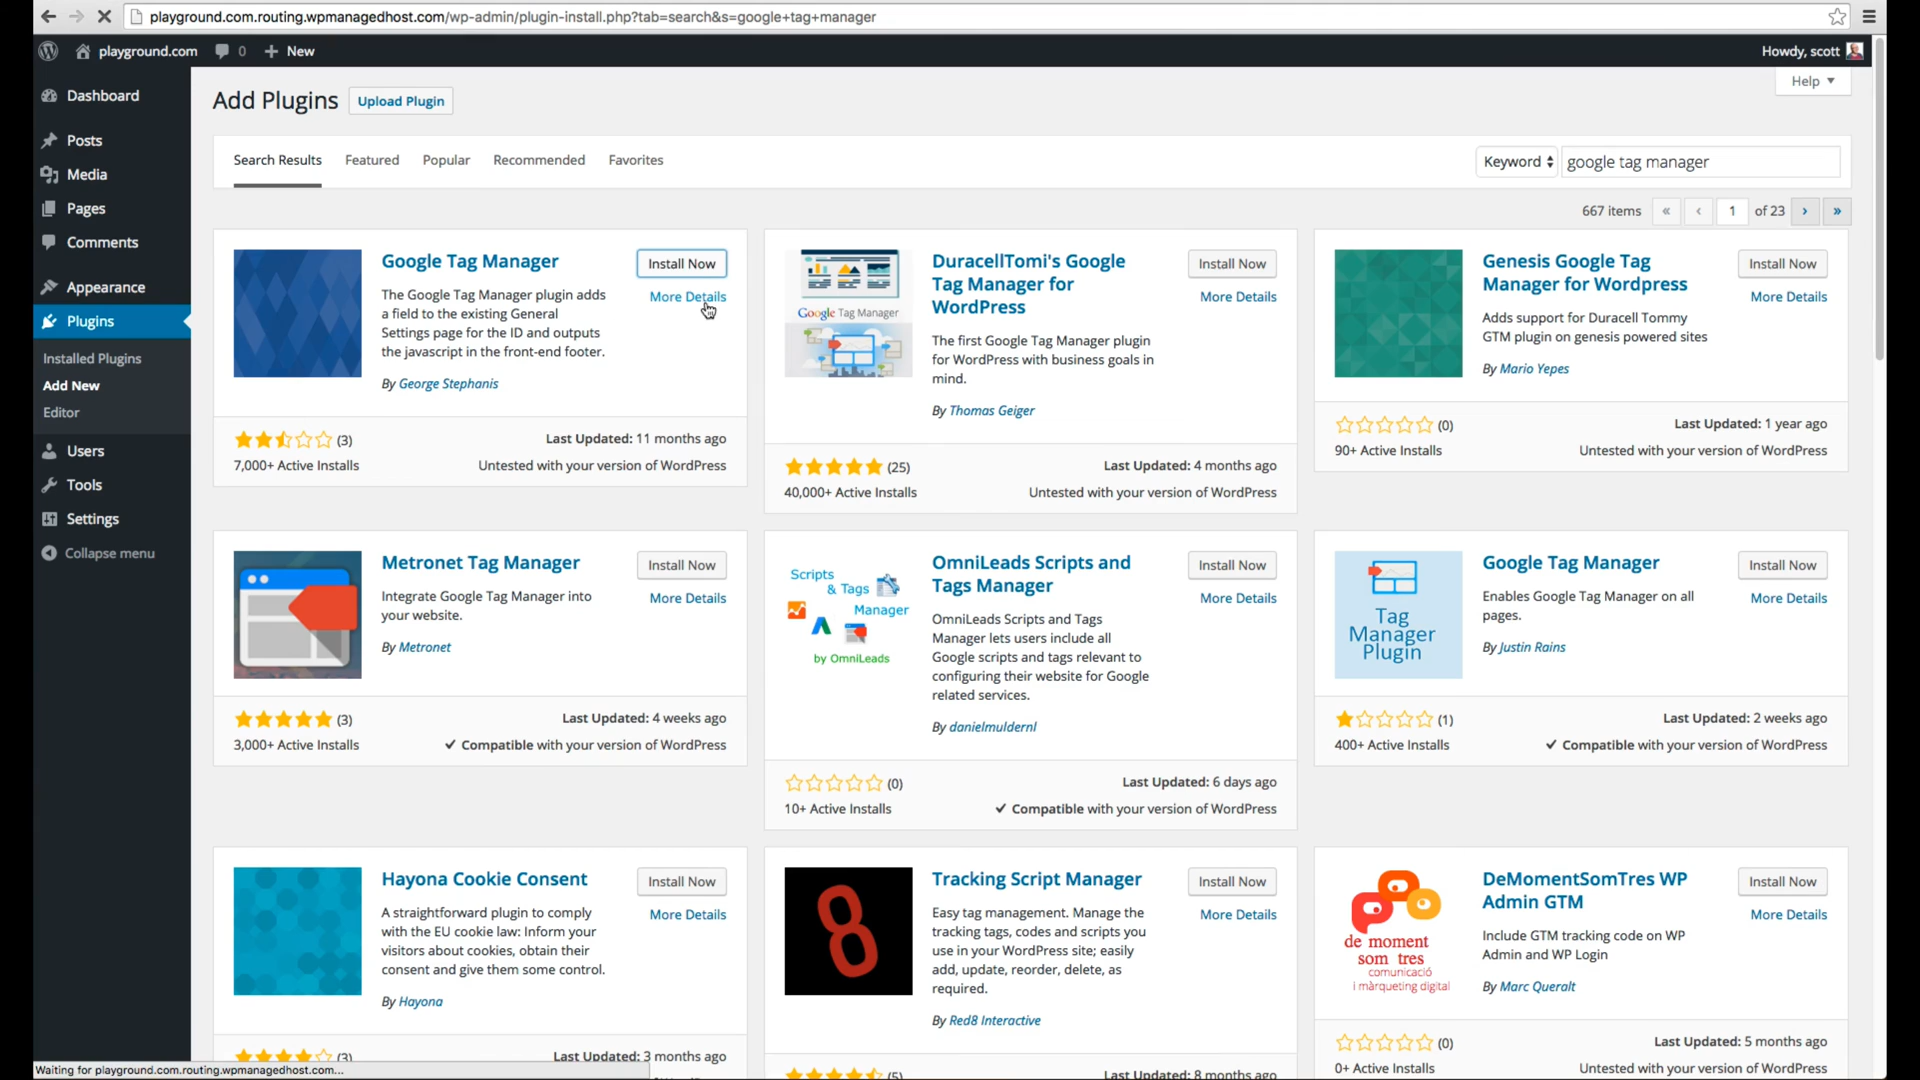 playground.com.routing.wpmanagedhost.com/wp-admin/plugin-install.php?tab=search&s=google+tag+manager
playground.com 0 New Howdy, scott
Help
Dashboard
Posts
Media
Pages
Comments
Appearance
Plugins
Installed Plugins
Add New
Editor
Users
Tools
Settings
Collapse menu
Add Plugins Upload Plugin
Search Results Featured Popular Recommended Favorites Keyword google tag manager
667 items « ‹ 1 of 23 › »
Google Tag Manager
Install Now
More Details
The Google Tag Manager plugin adds
a field to the existing General
Settings page for the ID and outputs
the javascript in the front-end footer.
By George Stephanis
(3) Last Updated: 11 months ago
7,000+ Active Installs Untested with your version of WordPress
Google Tag Manager
DuracellTomi's Google
Tag Manager for
WordPress
Install Now
More Details
The first Google Tag Manager plugin
for WordPress with business goals in
mind.
By Thomas Geiger
(25) Last Updated: 4 months ago
40,000+ Active Installs Untested with your version of WordPress
Genesis Google Tag
Manager for Wordpress
Install Now
More Details
Adds support for Duracell Tommy
GTM plugin on genesis powered sites
By Mario Yepes
(0) Last Updated: 1 year ago
90+ Active Installs Untested with your version of WordPress
Metronet Tag Manager
Install Now
More Details
Integrate Google Tag Manager into
your website.
By Metronet
(3) Last Updated: 4 weeks ago
3,000+ Active Installs ✓ Compatible with your version of WordPress
Scripts
& Tags
Manager
by OmniLeads
OmniLeads Scripts and
Tags Manager
Install Now
More Details
OmniLeads Scripts and Tags
Manager lets users include all
Google scripts and tags relevant to
configuring their website for Google
related services.
By danielmuldernl
(0) Last Updated: 6 days ago
10+ Active Installs ✓ Compatible with your version of WordPress
Tag
Manager
Plugin
Google Tag Manager
Install Now
More Details
Enables Google Tag Manager on all
pages.
By Justin Rains
(1) Last Updated: 2 weeks ago
400+ Active Installs ✓ Compatible with your version of WordPress
Hayona Cookie Consent
Install Now
More Details
A straightforward plugin to comply
with the EU cookie law: Inform your
visitors about cookies, obtain their
consent and give them some control.
By Hayona
(3) Last Updated: 3 months ago
8
Tracking Script Manager
Install Now
More Details
Easy tag management. Manage the
tracking tags, codes and scripts you
use in your WordPress site; easily
add, update, reorder, delete, as
required.
By Red8 Interactive
(5) Last Updated: 8 months ago
de moment
som tres
comunicació
i màrqueting digital
DeMomentSomTres WP
Admin GTM
Install Now
More Details
Include GTM tracking code on WP
Admin and WP Login
By Marc Queralt
(0) Last Updated: 5 months ago
0+ Active Installs Untested with your version of WordPress
Waiting for playground.com.routing.wpmanagedhost.com...